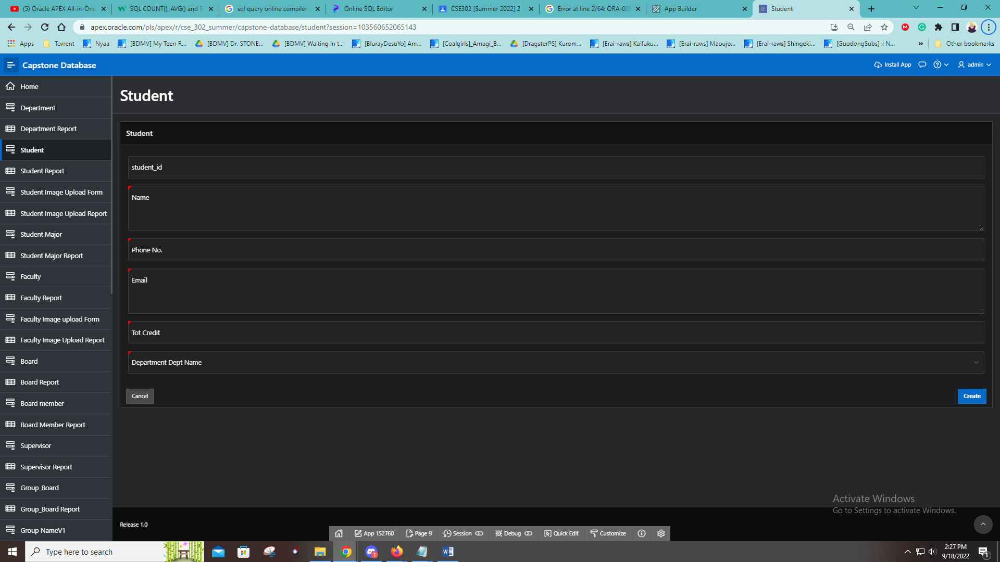 (5) Oracle APEX All-in-One
SQL COUNT(), AVG() and S
sql query online compiler
Online SQL Editor
CSE302 [Summer 2022] 2
Error at line 2/64: ORA-009
App Builder
Student
apex.oracle.com/pls/apex/r/cse_302_summer/capstone-database/student?session=103560652065143
Apps
Torrent
Nyaa
[BDMV] My Teen R...
[BDMV] Dr. STONE...
[BDMV] Waiting in t...
[BlurayDesuYo] Am...
[Coalgirls]_Amagi_B...
[DragsterPS] Kurom...
[Erai-raws] Kaifuku...
[Erai-raws] Maoujo...
[Erai-raws] Shingeki...
[GuodongSubs] :: N...
»
Other bookmarks
Capstone Database
Install App
admin
Home
Department
Department Report
Student
Student Report
Student Image Upload Form
Student Image Upload Report
Student Major
Student Major Report
Faculty
Faculty Report
Faculty Image upload Form
Faculty Image Upload Report
Board
Board Report
Board member
Board Member Report
Supervisor
Supervisor Report
Group_Board
Group_Board Report
Group NameV1
Student
Student
student_id
Name
Phone No.
Email
Tot Credit
Department Dept Name
Cancel
Create
Activate Windows
Go to Settings to activate Windows.
Release 1.0
App 152760
Page 9
Session
Debug
Quick Edit
Customize
Type here to search
2:27 PM
9/18/2022